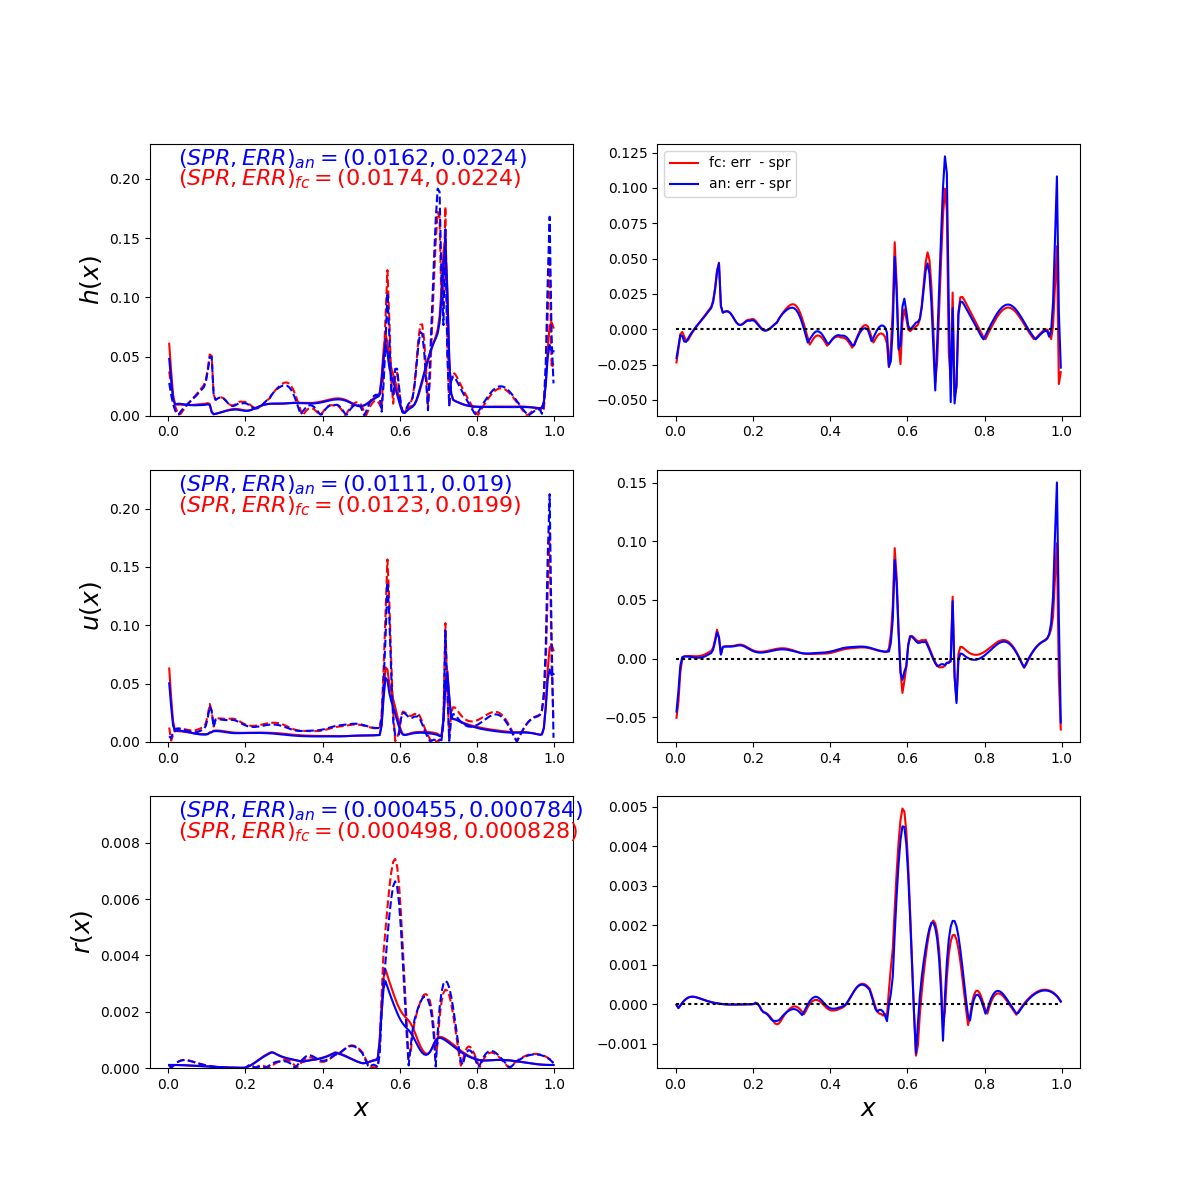 (SPR, ERR)an = (0.0162, 0.0224)
(SPR, ERR)fc = (0.0174, 0.0224)
h(x)
0.20
0.15
0.10
0.05
0.00
0.0 0.2 0.4 0.6 0.8 1.0
fc: err - spr
an: err - spr
0.125
0.100
0.075
0.050
0.025
0.000
−0.025
−0.050
0.0 0.2 0.4 0.6 0.8 1.0
(SPR, ERR)an = (0.0111, 0.019)
(SPR, ERR)fc = (0.0123, 0.0199)
u(x)
0.20
0.15
0.10
0.05
0.00
0.0 0.2 0.4 0.6 0.8 1.0
0.15
0.10
0.05
0.00
−0.05
0.0 0.2 0.4 0.6 0.8 1.0
(SPR, ERR)an = (0.000455, 0.000784)
(SPR, ERR)fc = (0.000498, 0.000828)
r(x)
0.008
0.006
0.004
0.002
0.000
0.0 0.2 0.4 0.6 0.8 1.0
x
0.005
0.004
0.003
0.002
0.001
0.000
−0.001
0.0 0.2 0.4 0.6 0.8 1.0
x